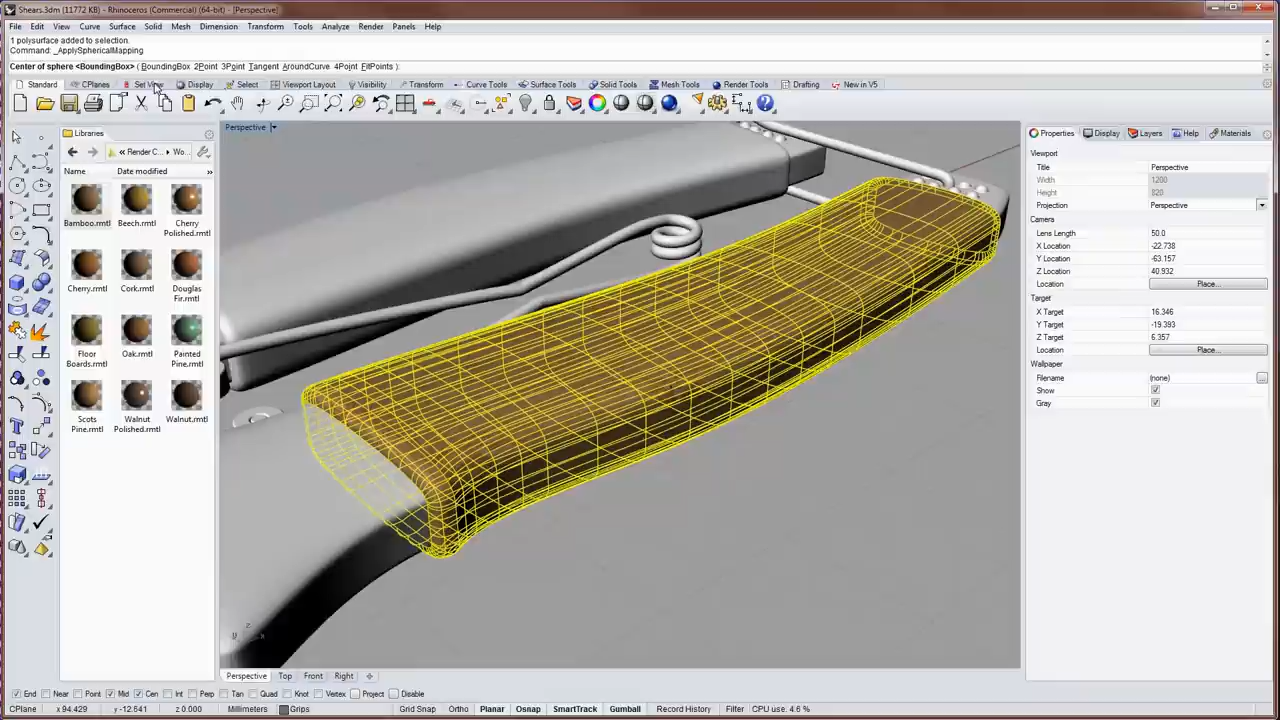 Shears.3dm (11772 KB) - Rhinoceros (Commercial) (64-bit) - [Perspective]
File Edit View Curve Surface Solid Mesh Dimension Transform Tools Analyze Render Panels Help
1 polysurface added to selection.
Command: _ApplySphericalMapping
Center of sphere <BoundingBox> ( BoundingBox 2Point 3Point Tangent AroundCurve 4Point FitPoints ):
Standard CPlanes Set View Display Select Viewport Layout Visibility Transform Curve Tools Surface Tools Solid Tools Mesh Tools Render Tools Drafting New in V5
Libraries
« Render C... Wo...
Name Date modified »
Bamboo.rmtl Beech.rmtl Cherry Polished.rmtl
Cherry.rmtl Cork.rmtl Douglas Fir.rmtl
Floor Boards.rmtl Oak.rmtl Painted Pine.rmtl
Scots Pine.rmtl Walnut Polished.rmtl Walnut.rmtl
Perspective
z
y x
Properties Display Layers Help Materials
Viewport
Title Perspective
Width 1200
Height 820
Projection Perspective
Camera
Lens Length 50.0
X Location -22.738
Y Location -63.157
Z Location 40.932
Location Place...
Target
X Target 16.346
Y Target -19.393
Z Target 6.357
Location Place...
Wallpaper
Filename (none) ...
Show
Gray
Perspective Top Front Right
End Near Point Mid Cen Int Perp Tan Quad Knot Vertex Project Disable
CPlane x 94.429 y -12.641 z 0.000 Millimeters Grips Grid Snap Ortho Planar Osnap SmartTrack Gumball Record History Filter CPU use: 4.6 %